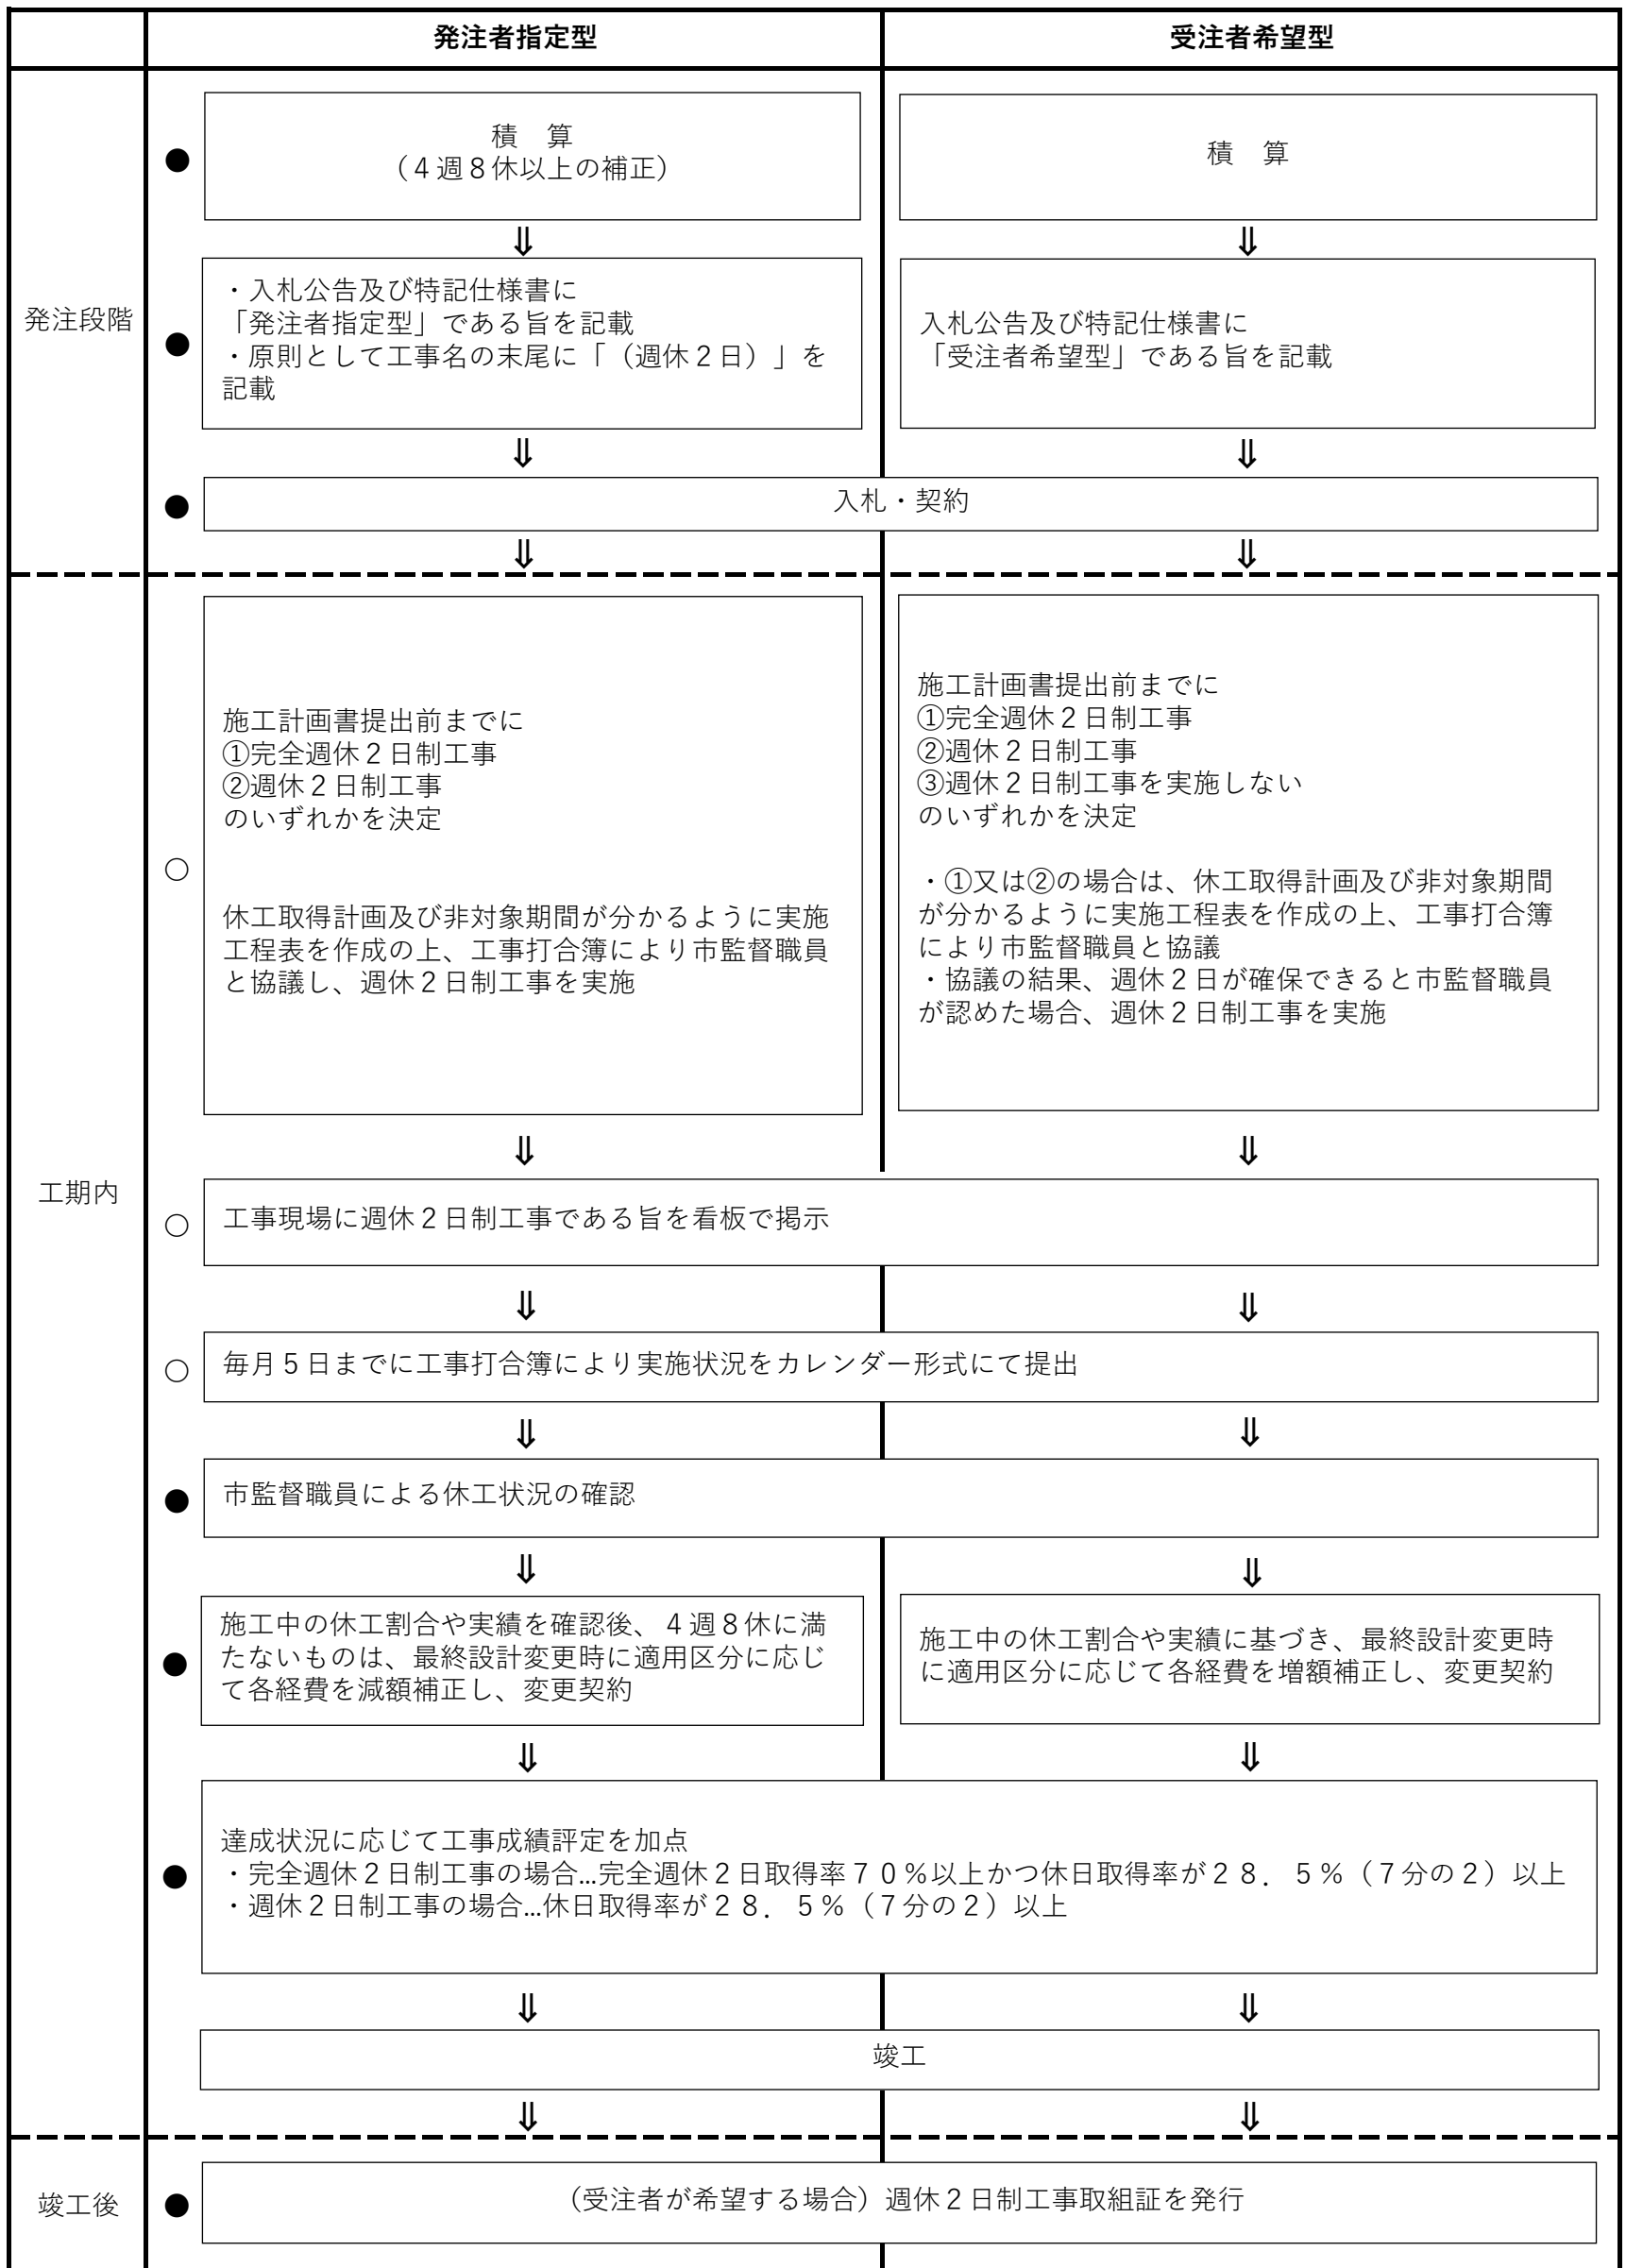 発注者指定型
受注者希望型
発注段階
●
積　算
（４週８休以上の補正）
積　算
⇓
⇓
●
・入札公告及び特記仕様書に
「発注者指定型」である旨を記載
・原則として工事名の末尾に「（週休２日）」を
記載
入札公告及び特記仕様書に
「受注者希望型」である旨を記載
⇓
⇓
●
入札・契約
⇓
⇓
工期内
○
施工計画書提出前までに
①完全週休２日制工事
②週休２日制工事
のいずれかを決定
休工取得計画及び非対象期間が分かるように実施
工程表を作成の上、工事打合簿により市監督職員
と協議し、週休２日制工事を実施
施工計画書提出前までに
①完全週休２日制工事
②週休２日制工事
③週休２日制工事を実施しない
のいずれかを決定
・①又は②の場合は、休工取得計画及び非対象期間
が分かるように実施工程表を作成の上、工事打合簿
により市監督職員と協議
・協議の結果、週休２日が確保できると市監督職員
が認めた場合、週休２日制工事を実施
⇓
⇓
○
工事現場に週休２日制工事である旨を看板で掲示
⇓
⇓
○
毎月５日までに工事打合簿により実施状況をカレンダー形式にて提出
⇓
⇓
●
市監督職員による休工状況の確認
⇓
⇓
●
施工中の休工割合や実績を確認後、４週８休に満
たないものは、最終設計変更時に適用区分に応じ
て各経費を減額補正し、変更契約
施工中の休工割合や実績に基づき、最終設計変更時
に適用区分に応じて各経費を増額補正し、変更契約
⇓
⇓
●
達成状況に応じて工事成績評定を加点
・完全週休２日制工事の場合…完全週休２日取得率７０％以上かつ休日取得率が２８．５％（７分の２）以上
・週休２日制工事の場合…休日取得率が２８．５％（７分の２）以上
⇓
⇓
竣工
⇓
⇓
竣工後
●
（受注者が希望する場合）週休２日制工事取組証を発行